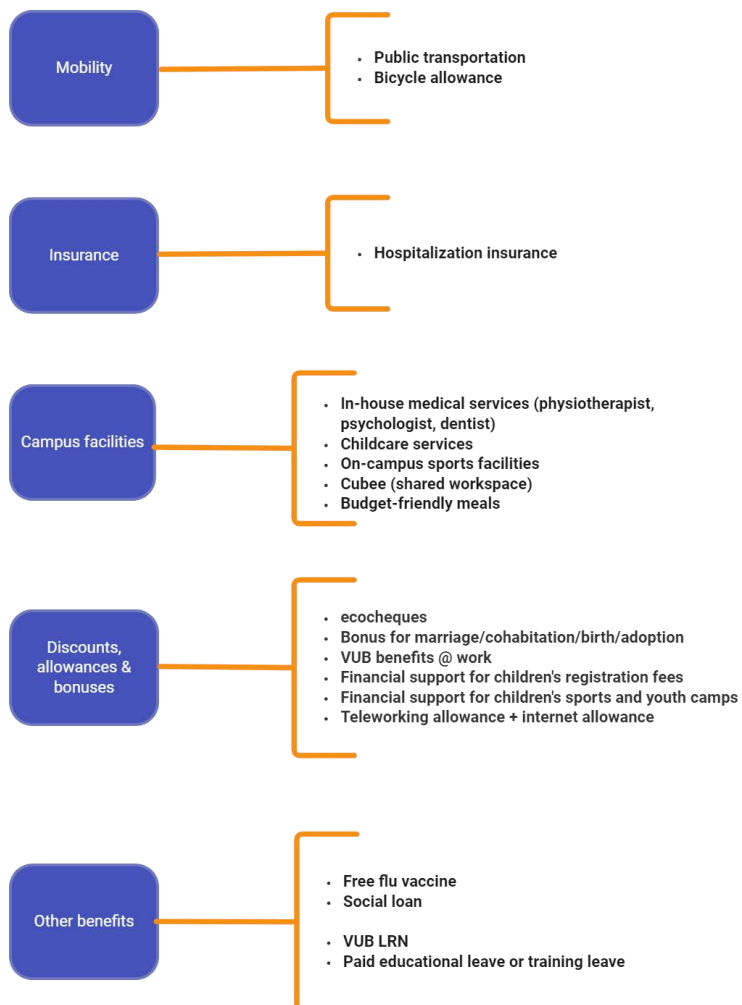 Mobility
• Public transportation
• Bicycle allowance
Insurance
• Hospitalization insurance
Campus facilities
• In-house medical services (physiotherapist,
psychologist, dentist)
• Childcare services
• On-campus sports facilities
• Cubee (shared workspace)
• Budget-friendly meals
Discounts,
allowances &
bonuses
• ecocheques
• Bonus for marriage/cohabitation/birth/adoption
• VUB benefits @ work
• Financial support for children's registration fees
• Financial support for children's sports and youth camps
• Teleworking allowance + internet allowance
Other benefits
• Free flu vaccine
• Social loan
• VUB LRN
• Paid educational leave or training leave